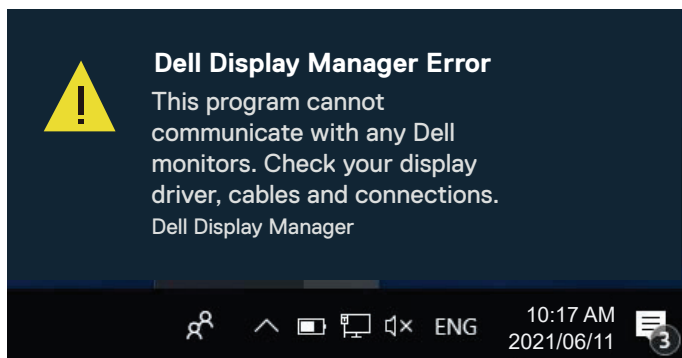 Dell Display Manager Error
This program cannot
communicate with any Dell
monitors. Check your display
driver, cables and connections.
Dell Display Manager
ENG
10:17 AM
2021/06/11
3